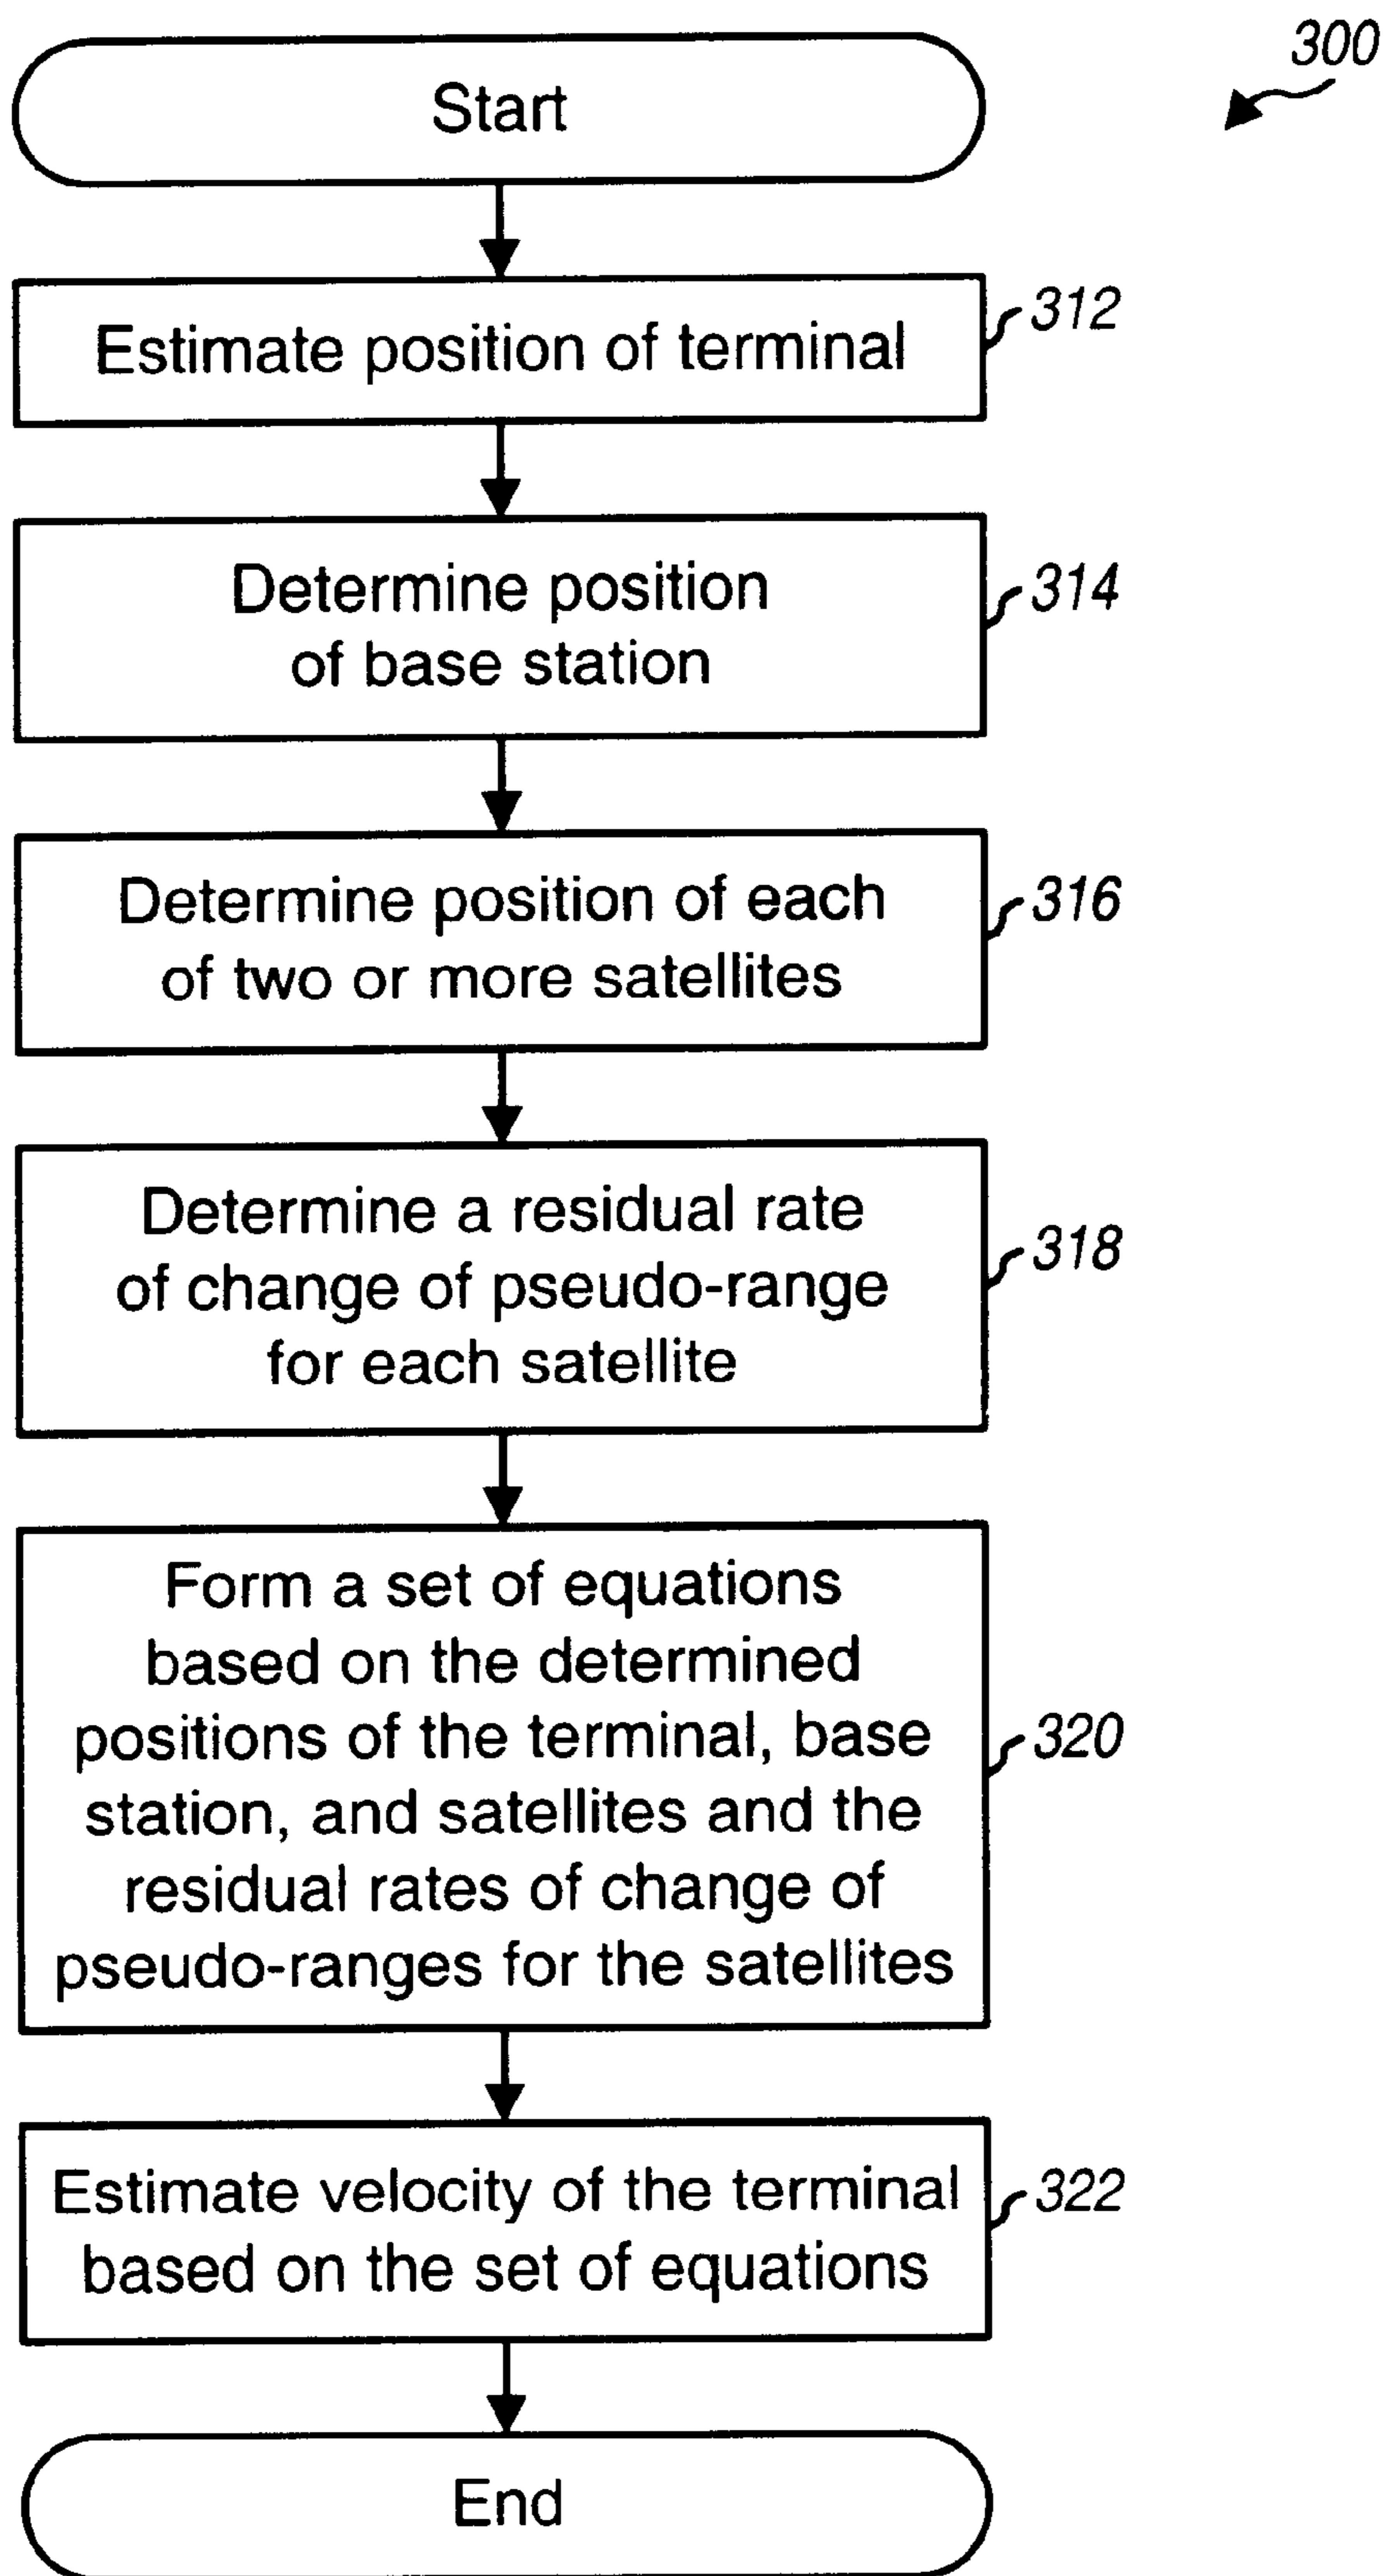 300
Start
Estimate position of terminal
312
Determine position
of base station
314
Determine position of each
of two or more satellites
316
Determine a residual rate
of change of pseudo-range
for each satellite
318
Form a set of equations
based on the determined
positions of the terminal, base
station, and satellites and the
residual rates of change of
pseudo-ranges for the satellites
320
Estimate velocity of the terminal
based on the set of equations
322
End